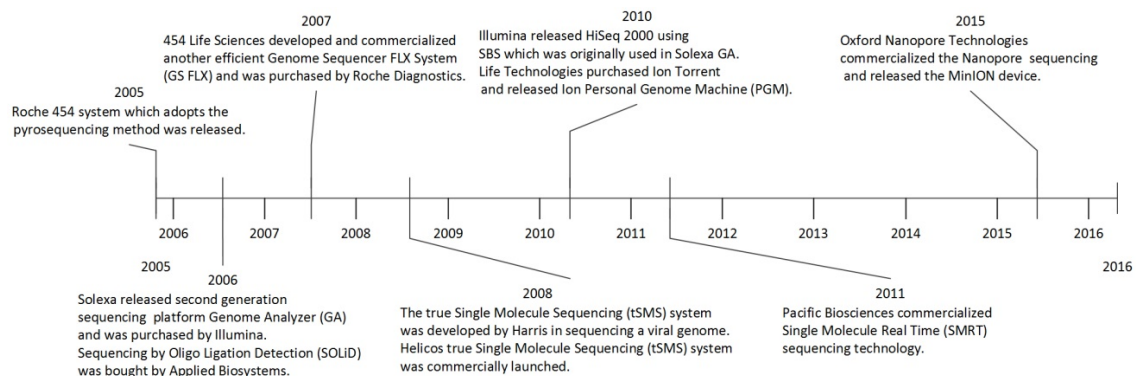 2005
Roche 454 system which adopts the
pyrosequencing method was released.
2007
454 Life Sciences developed and commercialized
another efficient Genome Sequencer FLX System
(GS FLX) and was purchased by Roche Diagnostics.
2010
Illumina released HiSeq 2000 using
SBS which was originally used in Solexa GA.
Life Technologies purchased Ion Torrent
and released Ion Personal Genome Machine (PGM).
2015
Oxford Nanopore Technologies
commercialized the Nanopore sequencing
and released the MinION device.
2006 2007 2008 2009 2010 2011 2012 2013 2014 2015 2016
2005 2016
2006
Solexa released second generation
sequencing platform Genome Analyzer (GA)
and was purchased by Illumina.
Sequencing by Oligo Ligation Detection (SOLiD)
was bought by Applied Biosystems.
2008
The true Single Molecule Sequencing (tSMS) system
was developed by Harris in sequencing a viral genome.
Helicos true Single Molecule Sequencing (tSMS) system
was commercially launched.
2011
Pacific Biosciences commercialized
Single Molecule Real Time (SMRT)
sequencing technology.